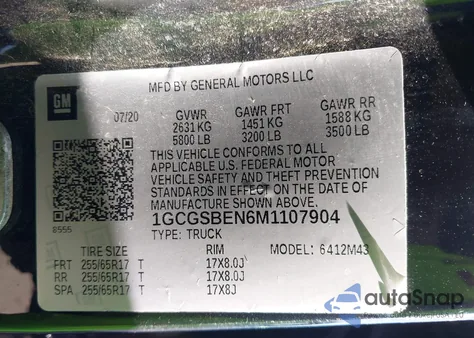 MFD BY GENERAL MOTORS LLC
GM
07/20 GVWR GAWR FRT GAWR RR
2631 KG 1451 KG 1588 KG
5800 LB 3200 LB 3500 LB
THIS VEHICLE CONFORMS TO ALL
APPLICABLE U.S. FEDERAL MOTOR
VEHICLE SAFETY AND THEFT PREVENTION
STANDARDS IN EFFECT ON THE DATE OF
MANUFACTURE SHOWN ABOVE.
8555
1GCGSBEN6M1107904
TYPE: TRUCK
TIRE SIZE RIM MODEL: 6412M43
FRT 255/65R17 T 17X8.0J
RR 255/65R17 T 17X8.0J
SPA 255/65R17 T 17X8J
autoSnap